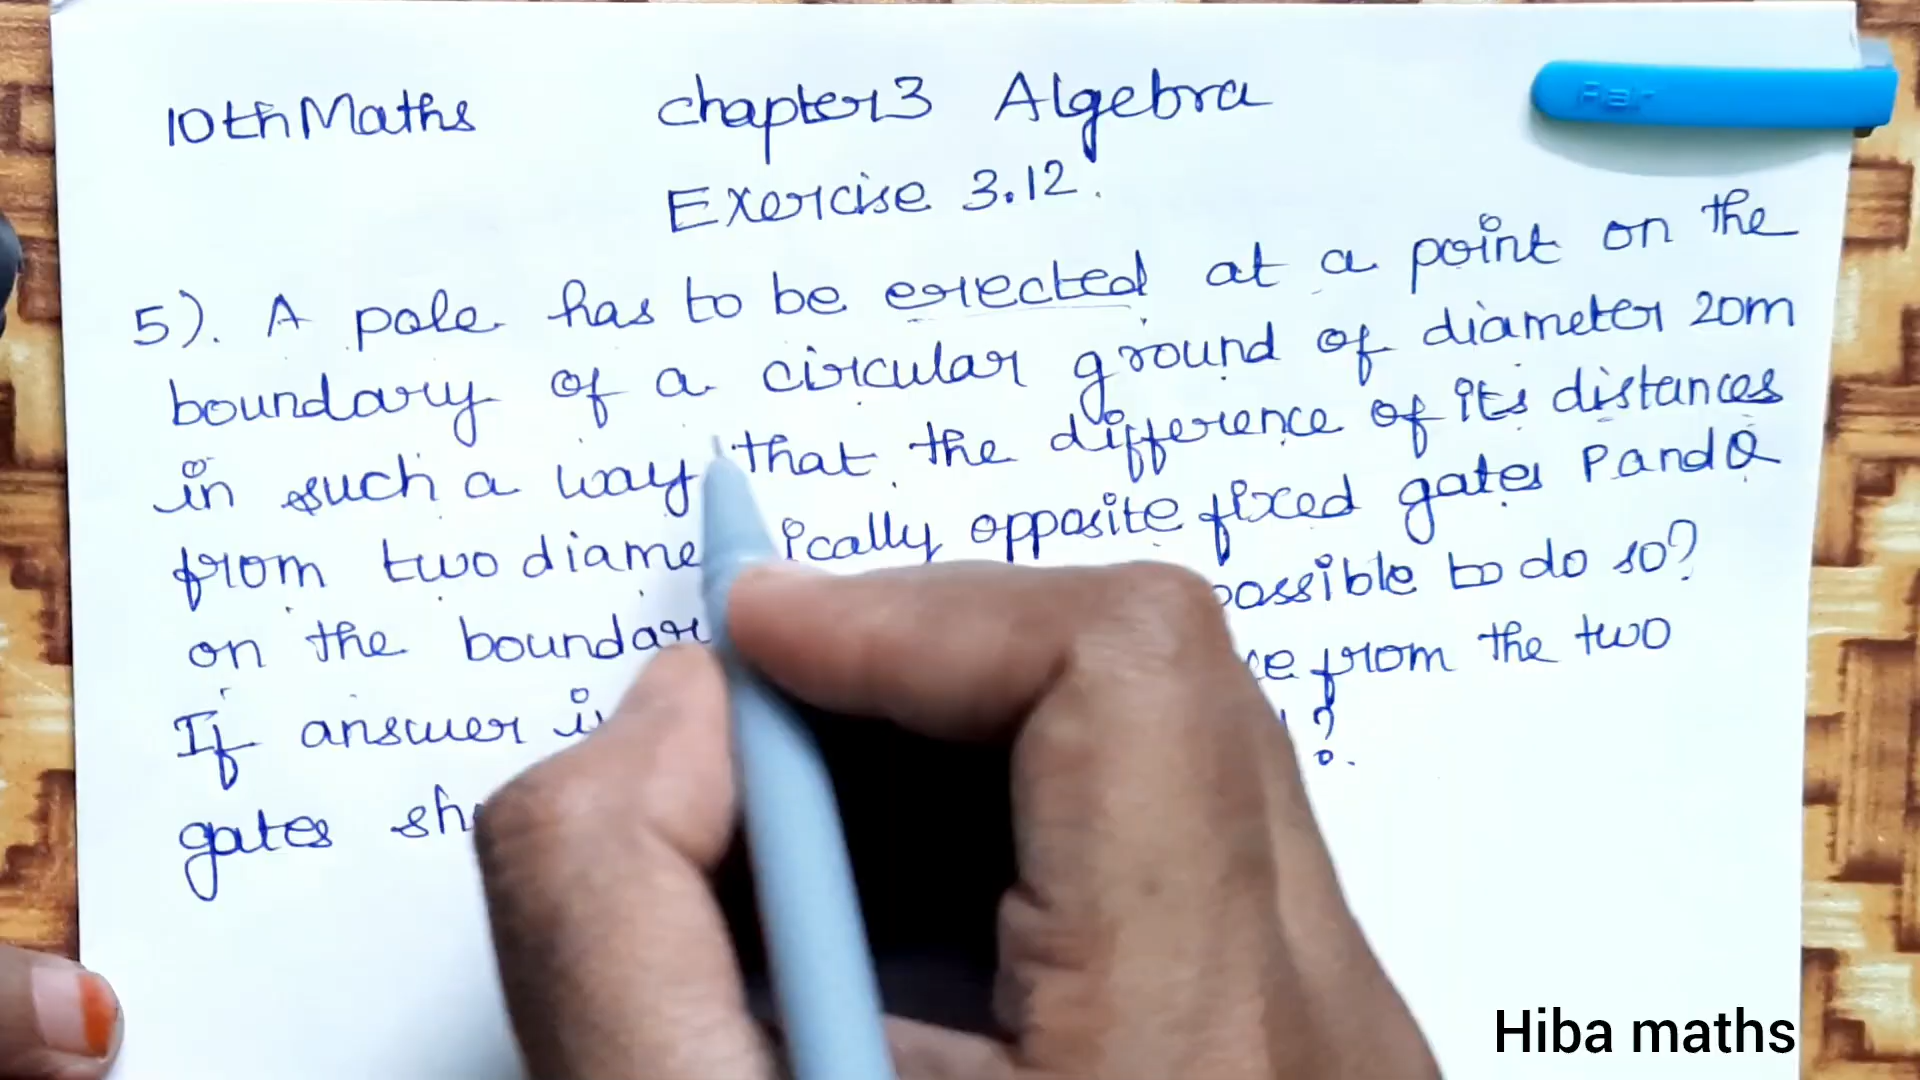 10th Maths chapter 3 Algebra
Exercise 3.12.
5). A pole has to be erected at a point on the
boundary of a circular ground of diameter 20m
in such a way that the difference of its distances
from two diame ically opposite fixed gates P and Q
on the boundar possible to do so?
If answer from the two
gates ?
Hiba maths